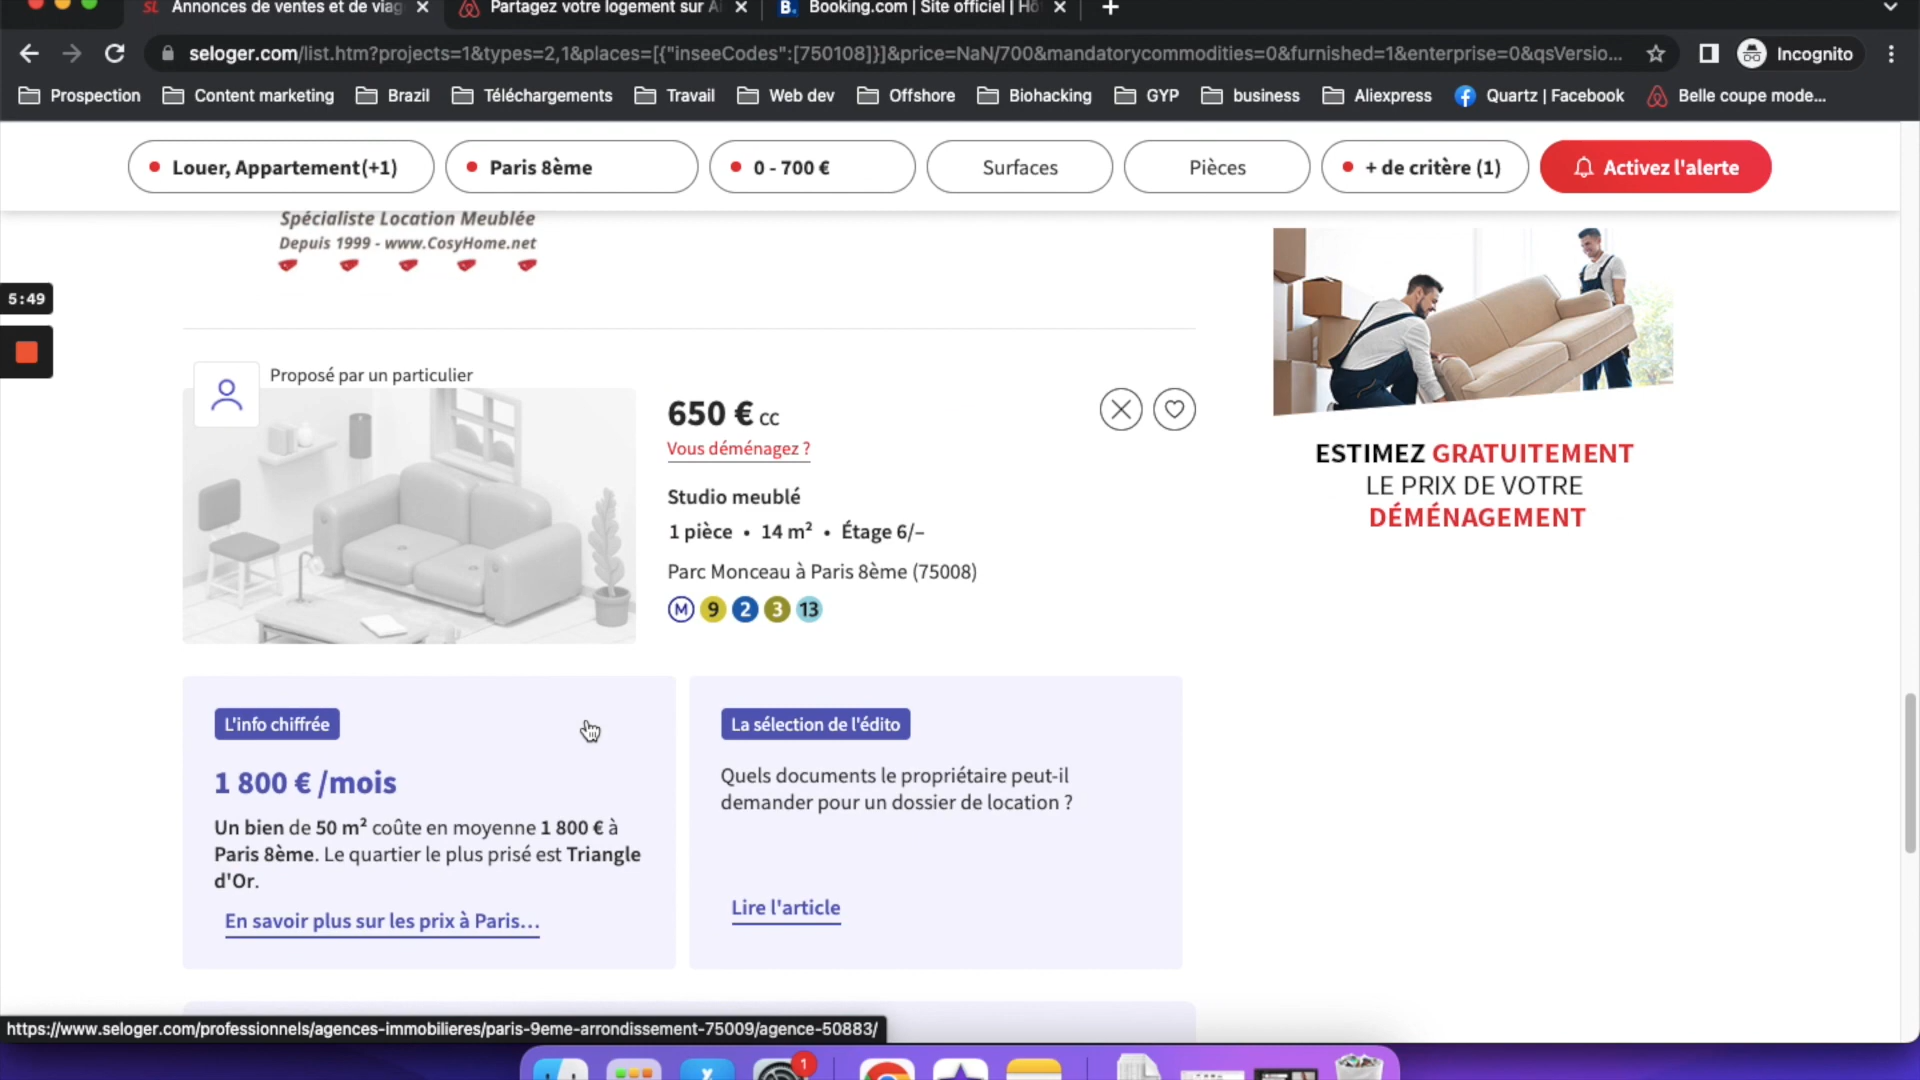 Annonces de ventes et de viag
Partagez votre logement sur Ai
B. Booking.com | Site officiel | Hô
seloger.com/list.htm?projects=1&types=2,1&places=[{"inseeCodes":[750108]}]&price=NaN/700&mandatorycommodities=0&furnished=1&enterprise=0&qsVersio...
Incognito
Prospection Content marketing Brazil Téléchargements Travail Web dev Offshore Biohacking GYP business Aliexpress Quartz | Facebook Belle coupe mode...
Louer, Appartement(+1) Paris 8ème 0 - 700 € Surfaces Pièces + de critère (1) Activez l'alerte
Spécialiste Location Meublée
Depuis 1999 - www.CosyHome.net
5:49
Proposé par un particulier
650 € cc
Vous déménagez ?
Studio meublé
1 pièce • 14 m² • Étage 6/–
Parc Monceau à Paris 8ème (75008)
M 9 2 3 13
ESTIMEZ GRATUITEMENT
LE PRIX DE VOTRE
DÉMÉNAGEMENT
L'info chiffrée
1 800 € /mois
Un bien de 50 m² coûte en moyenne 1 800 € à
Paris 8ème. Le quartier le plus prisé est Triangle
d'Or.
En savoir plus sur les prix à Paris...
La sélection de l'édito
Quels documents le propriétaire peut-il
demander pour un dossier de location ?
Lire l'article
https://www.seloger.com/professionnels/agences-immobilieres/paris-9eme-arrondissement-75009/agence-50883/
1